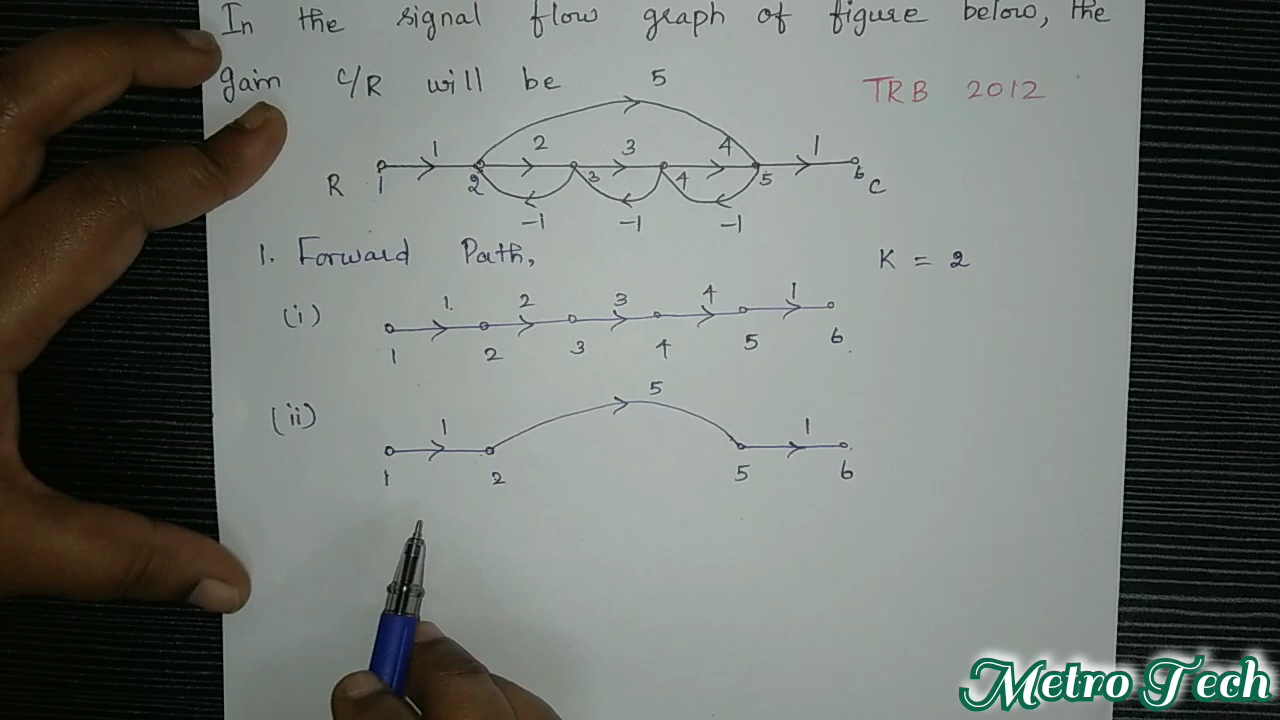 In the signal flow graph of figure below, the
gain C/R will be
TRB 2012
5
1 2 3 4 1
R 1 2 3 4 5 6 C
-1 -1 -1
1. Forward Path,
K = 2
(i)
1 2 3 4 1
1 2 3 4 5 6
(ii)
5
1 1
1 2 5 6
Metro Tech